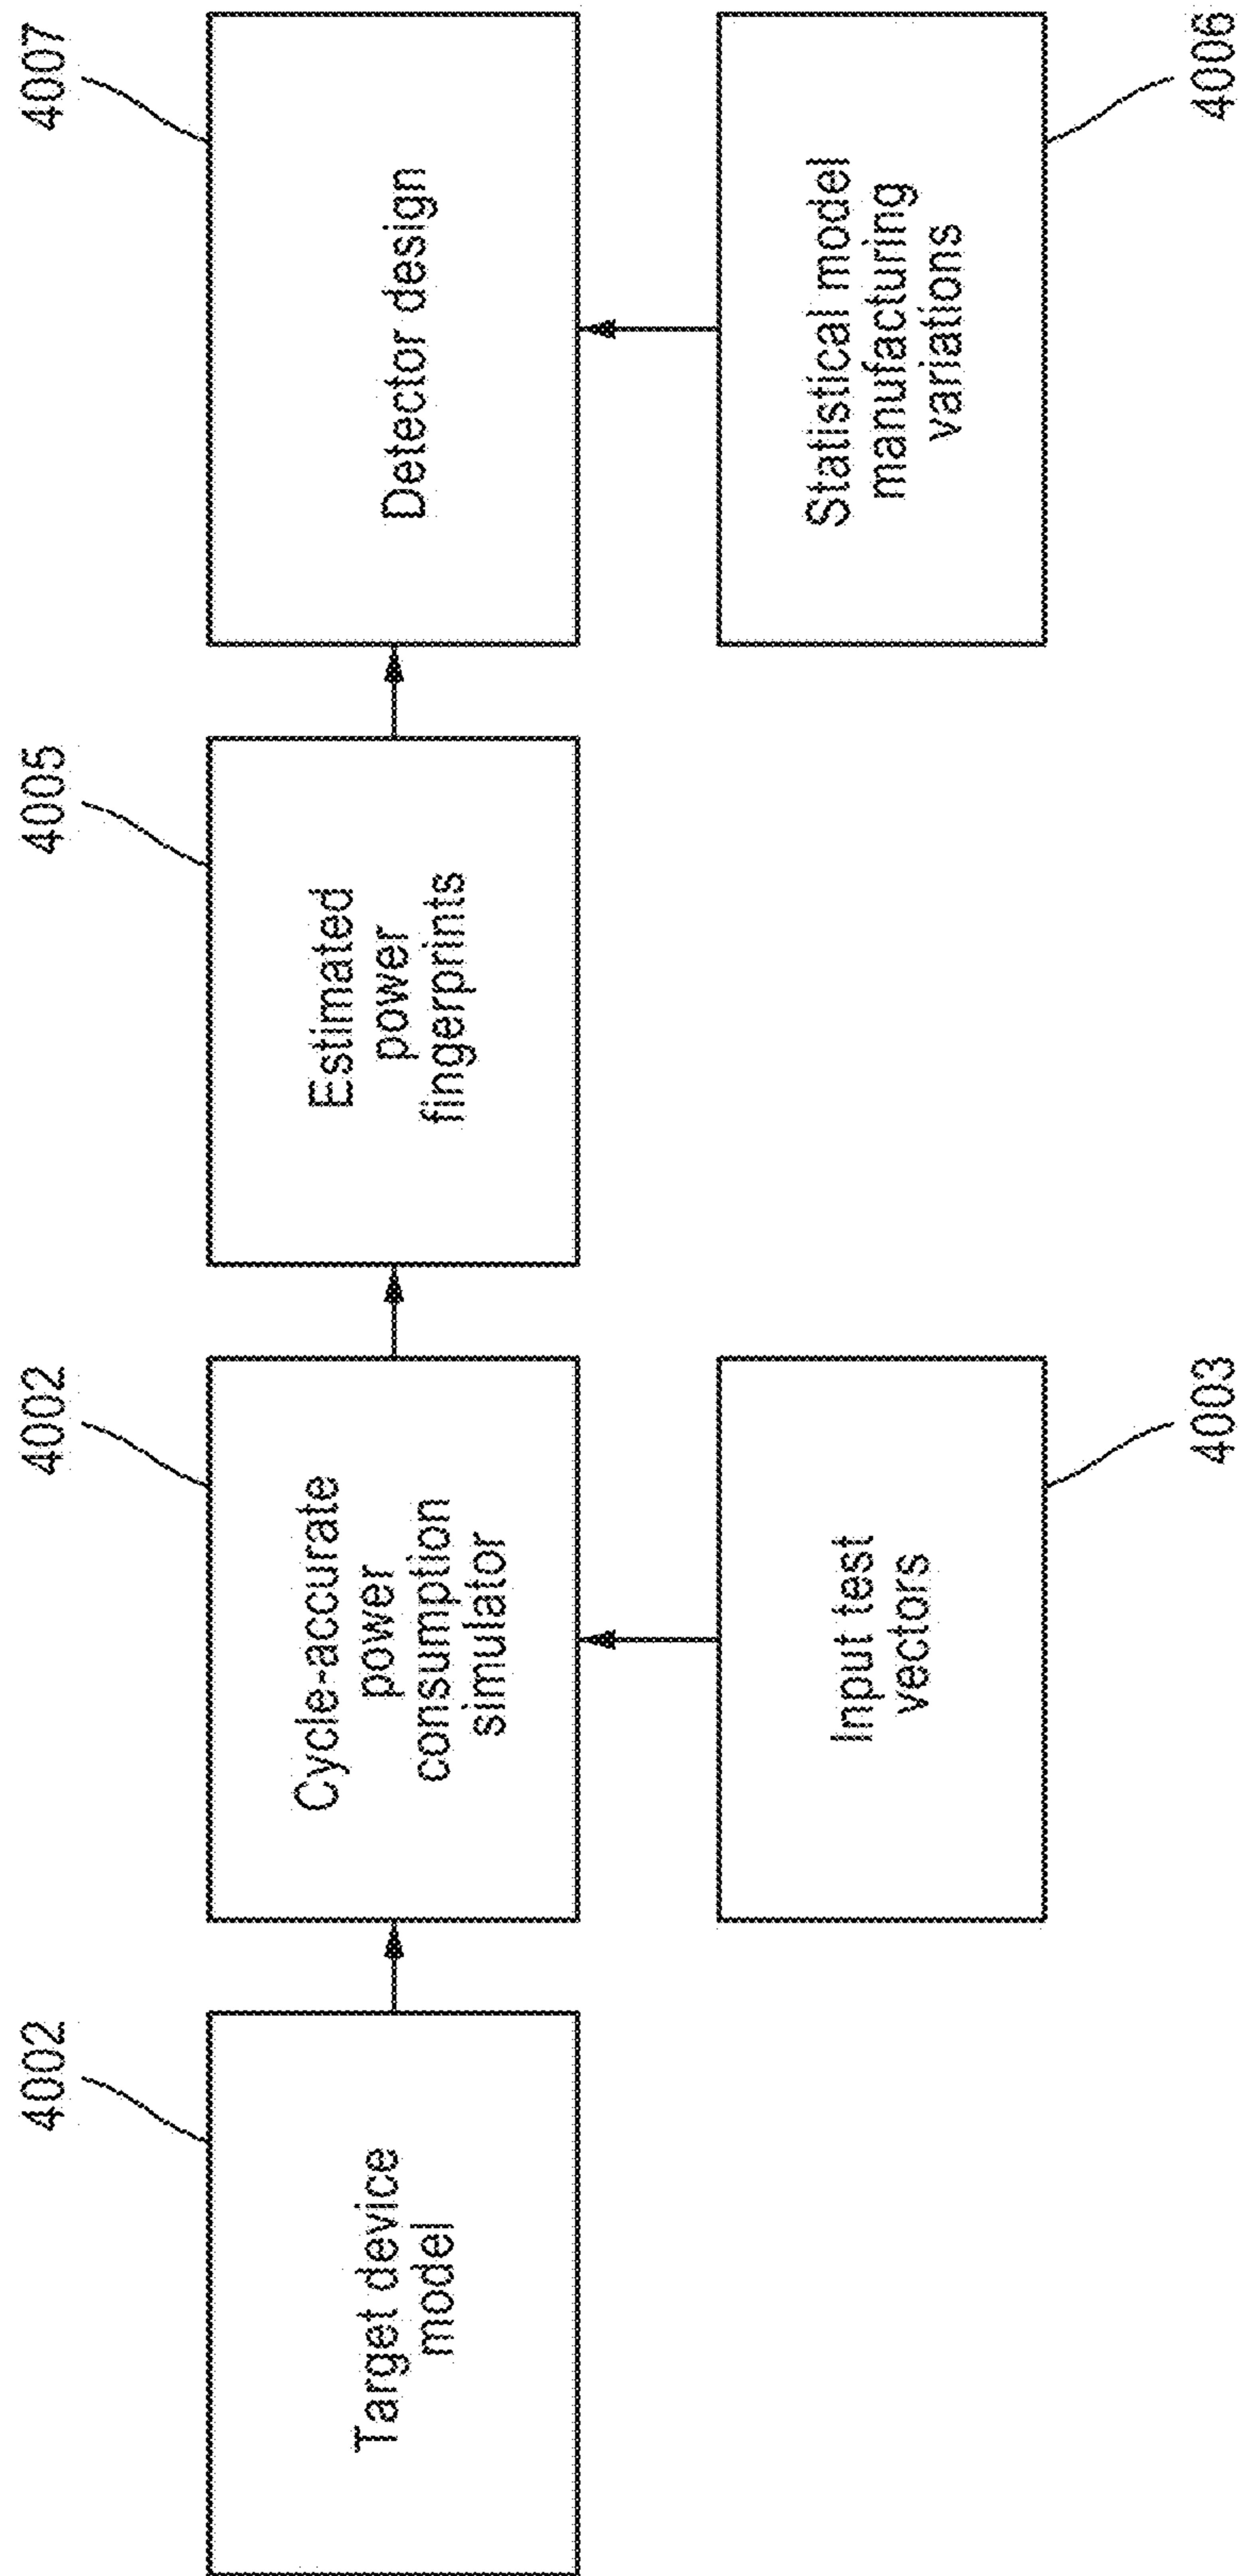 4002
4002
4005
4007
Target device
model
Cycle-accurate
power
consumption
simulator
Estimated
power
fingerprints
Detector design
Input test
vectors
Statistical model
manufacturing
variations
4003
4006